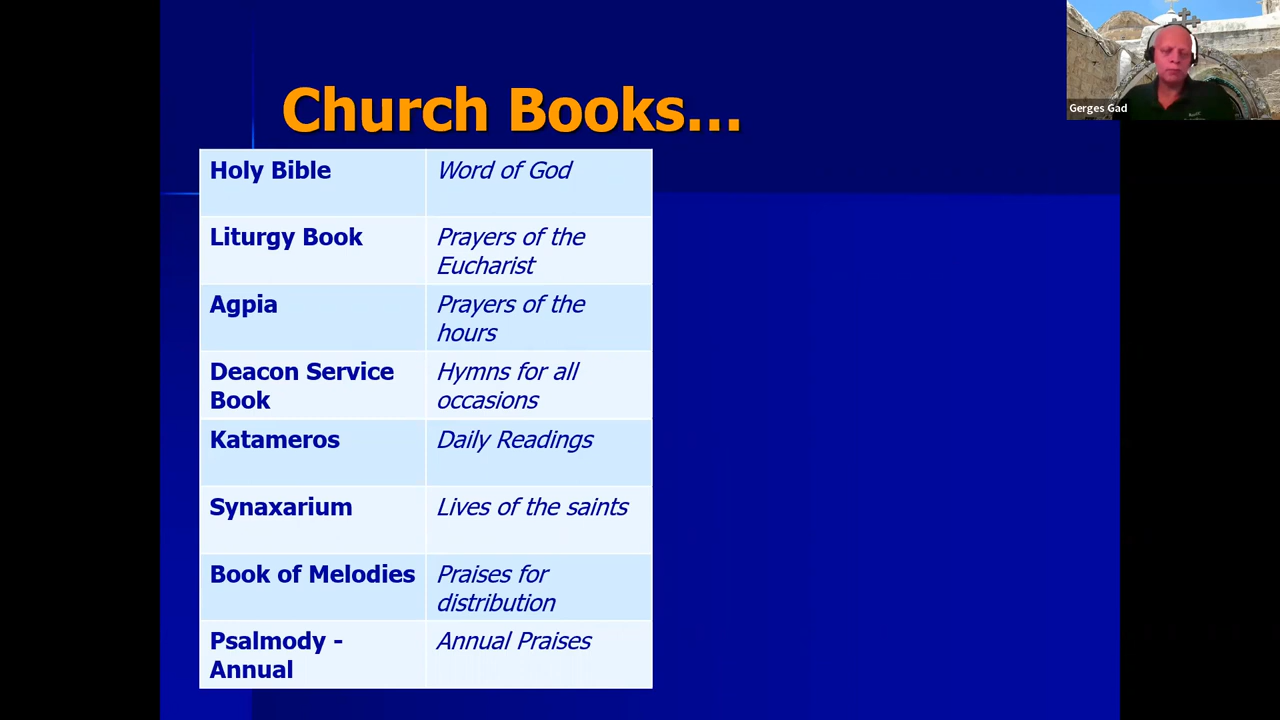 Church Books...
Holy Bible
Word of God
Liturgy Book
Prayers of the
Eucharist
Agpia
Prayers of the
hours
Deacon Service
Book
Hymns for all
occasions
Katameros
Daily Readings
Synaxarium
Lives of the saints
Book of Melodies
Praises for
distribution
Psalmody -
Annual
Annual Praises
Gerges Gad